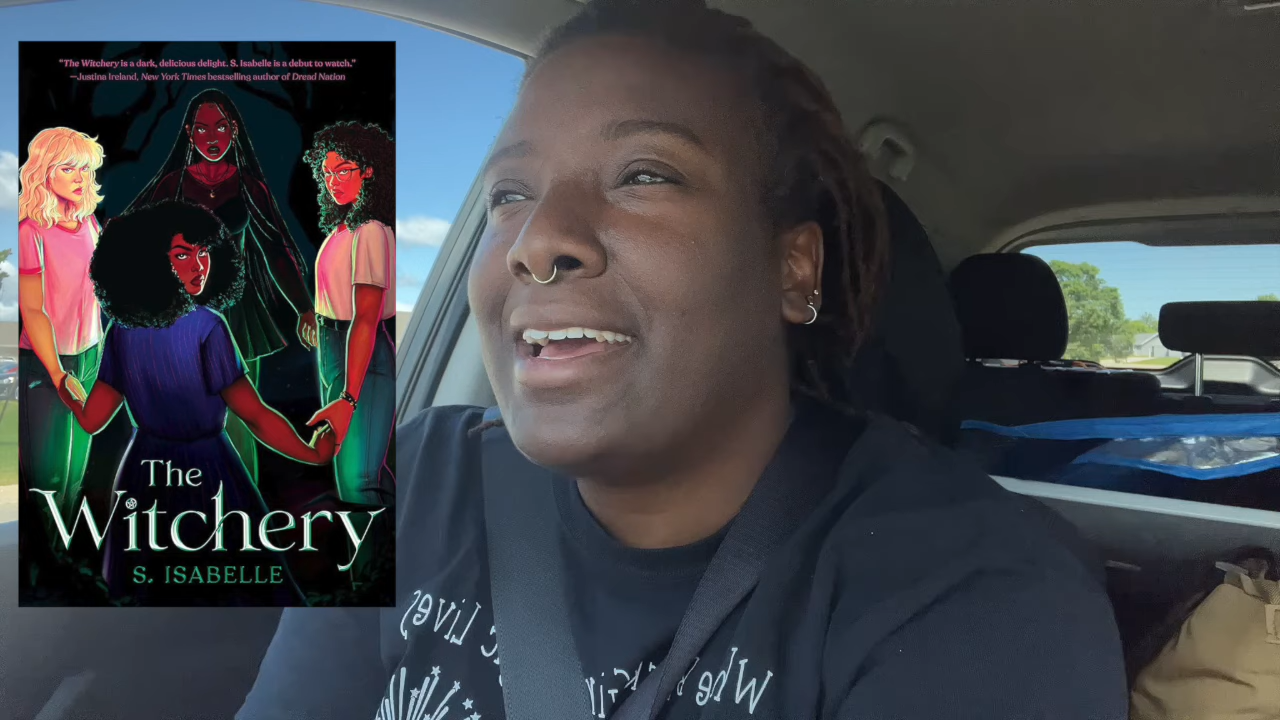 "The Witchery is a dark, delicious delight. S. Isabelle is a debut to watch."
—Justina Ireland, New York Times bestselling author of Dread Nation
The
Witchery
S. ISABELLE